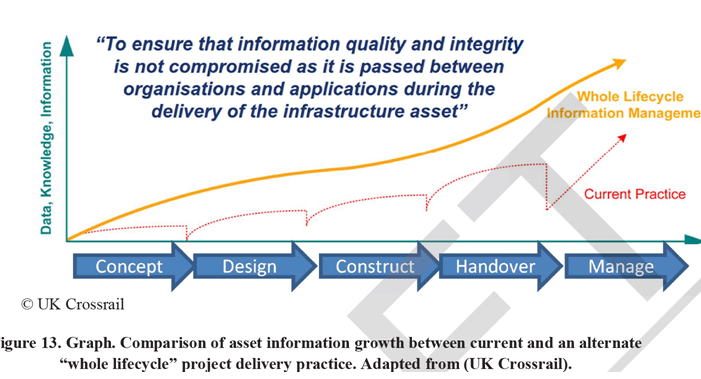 “To ensure that information quality and integrity
is not compromised as it is passed between
organisations and applications during the
delivery of the infrastructure asset”
Data, Knowledge, Information
Whole Lifecycle
Information Manageme
Current Practice
Concept
Design
Construct
Handover
Manage
© UK Crossrail
igure 13. Graph. Comparison of asset information growth between current and an alternate
“whole lifecycle” project delivery practice. Adapted from (UK Crossrail).